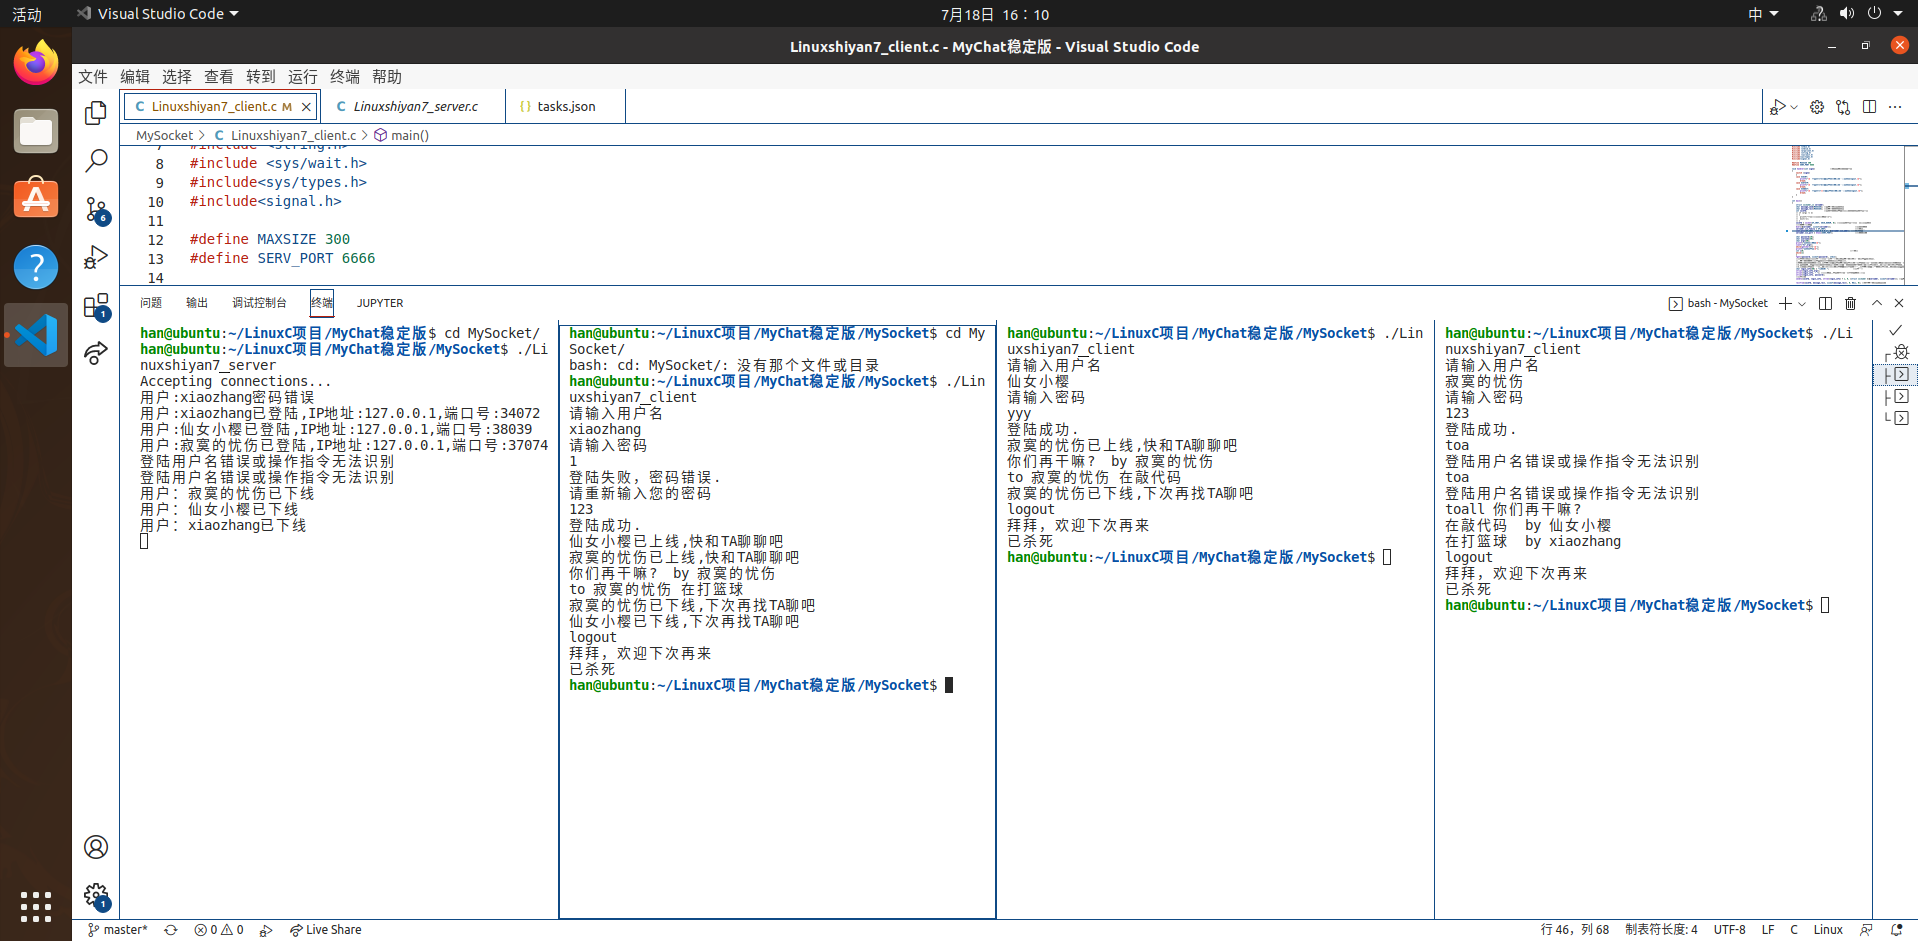 活动
Visual Studio Code
7月18日 16：10
中
Linuxshiyan7_client.c - MyChat稳定版 - Visual Studio Code
文件 编辑 选择 查看 转到 运行 终端 帮助
C Linuxshiyan7_client.c M
C Linuxshiyan7_server.c
{} tasks.json
MySocket > C Linuxshiyan7_client.c > main()
7 #include <string.h>
8 #include <sys/wait.h>
9 #include<sys/types.h>
10 #include<signal.h>
11
12 #define MAXSIZE 300
13 #define SERV_PORT 6666
14
问题 输出 调试控制台 终端 JUPYTER
bash - MySocket
han@ubuntu:~/LinuxC项目/MyChat稳定版$ cd MySocket/
han@ubuntu:~/LinuxC项目/MyChat稳定版/MySocket$ ./Li
nuxshiyan7_server
Accepting connections...
用户:xiaozhang密码错误
用户:xiaozhang已登陆,IP地址:127.0.0.1,端口号:34072
用户:仙女小樱已登陆,IP地址:127.0.0.1,端口号:38039
用户:寂寞的忧伤已登陆,IP地址:127.0.0.1,端口号:37074
登陆用户名错误或操作指令无法识别
登陆用户名错误或操作指令无法识别
用户：寂寞的忧伤已下线
用户：仙女小樱已下线
用户：xiaozhang已下线
han@ubuntu:~/LinuxC项目/MyChat稳定版/MySocket$ cd My
Socket/
bash: cd: MySocket/: 没有那个文件或目录
han@ubuntu:~/LinuxC项目/MyChat稳定版/MySocket$ ./Lin
uxshiyan7_client
请输入用户名
xiaozhang
请输入密码
1
登陆失败，密码错误.
请重新输入您的密码
123
登陆成功.
仙女小樱已上线,快和TA聊聊吧
寂寞的忧伤已上线,快和TA聊聊吧
你们再干嘛? by 寂寞的忧伤
to 寂寞的忧伤 在打篮球
寂寞的忧伤已下线,下次再找TA聊吧
仙女小樱已下线,下次再找TA聊吧
logout
拜拜，欢迎下次再来
已杀死
han@ubuntu:~/LinuxC项目/MyChat稳定版/MySocket$
han@ubuntu:~/LinuxC项目/MyChat稳定版/MySocket$ ./Lin
uxshiyan7_client
请输入用户名
仙女小樱
请输入密码
yyy
登陆成功.
寂寞的忧伤已上线,快和TA聊聊吧
你们再干嘛? by 寂寞的忧伤
to 寂寞的忧伤 在敲代码
寂寞的忧伤已下线,下次再找TA聊吧
logout
拜拜，欢迎下次再来
已杀死
han@ubuntu:~/LinuxC项目/MyChat稳定版/MySocket$
han@ubuntu:~/LinuxC项目/MyChat稳定版/MySocket$ ./Li
nuxshiyan7_client
请输入用户名
寂寞的忧伤
请输入密码
123
登陆成功.
toa
登陆用户名错误或操作指令无法识别
toa
登陆用户名错误或操作指令无法识别
toall 你们再干嘛?
在敲代码 by 仙女小樱
在打篮球 by xiaozhang
logout
拜拜，欢迎下次再来
已杀死
han@ubuntu:~/LinuxC项目/MyChat稳定版/MySocket$
6
1
1
master* 0 0 Live Share
行 46，列 68 制表符长度: 4 UTF-8 LF C Linux